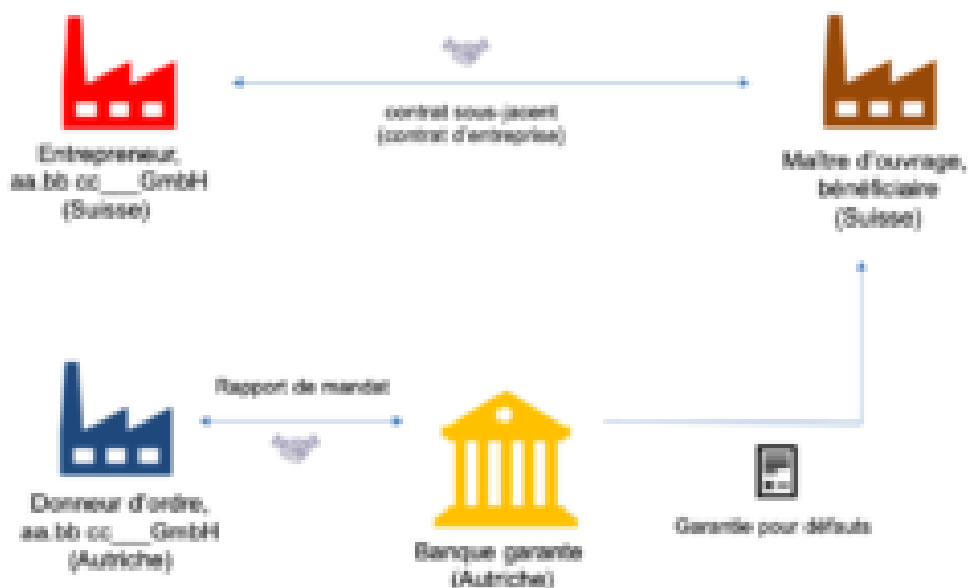 contrat sous-jacent
(contrat d'entreprise)
Entrepreneur,
aa.bb cc___GmbH
(Suisse)
Maître d'ouvrage,
bénéficiaire
(Suisse)
Rapport de mandat
Donneur d'ordre,
aa.bb cc___GmbH
(Autriche)
Banque garante
(Autriche)
Garantie pour défauts